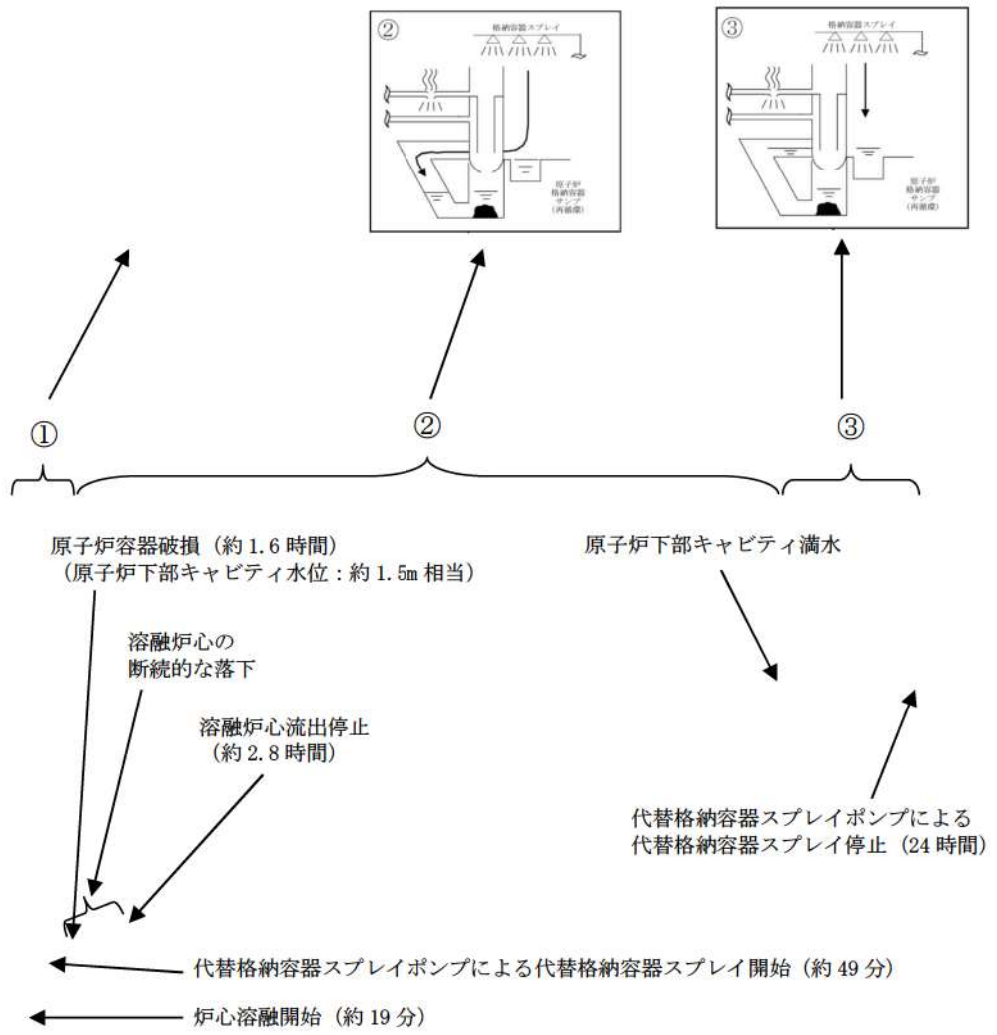 ②
格納容器スプレイ
原子炉
格納容器
サンプ
(再循環)
③
格納容器スプレイ
原子炉
格納容器
サンプ
(再循環)
①
②
③
原子炉容器破損（約 1.6 時間）
（原子炉下部キャビティ水位：約 1.5m 相当）
原子炉下部キャビティ満水
溶融炉心の
断続的な落下
溶融炉心流出停止
（約 2.8 時間）
代替格納容器スプレイポンプによる
代替格納容器スプレイ停止（24 時間）
代替格納容器スプレイポンプによる代替格納容器スプレイ開始（約 49 分）
炉心溶融開始（約 19 分）